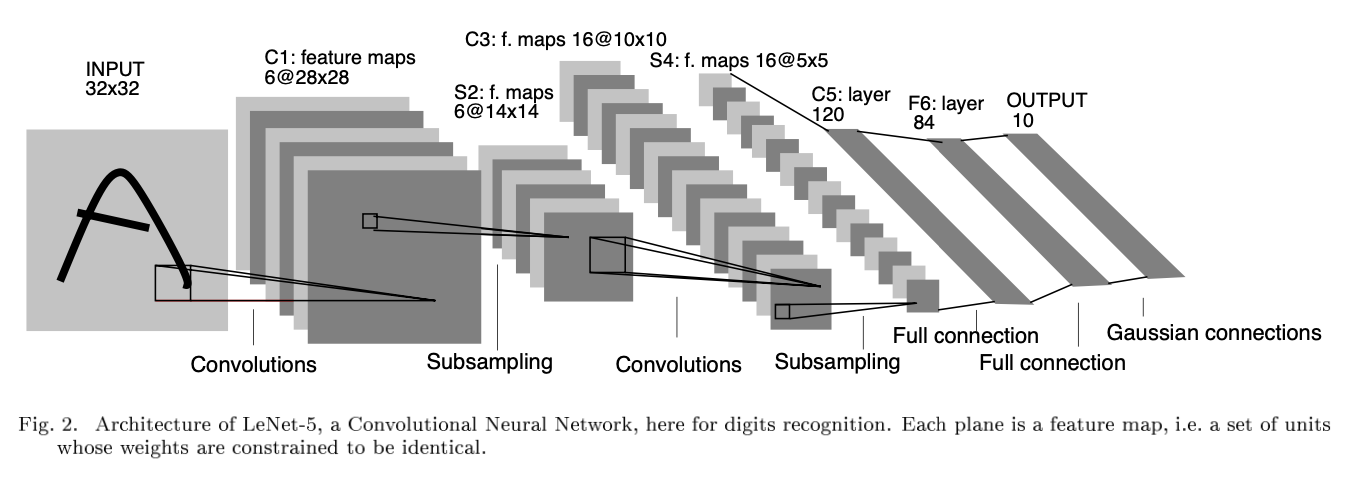 INPUT
32x32
C1: feature maps
6@28x28
S2: f. maps
6@14x14
C3: f. maps 16@10x10
S4: f. maps 16@5x5
C5: layer
120
F6: layer
84
OUTPUT
10
Convolutions
Subsampling
Convolutions
Subsampling
Full connection
Full connection
Gaussian connections
Fig. 2. Architecture of LeNet-5, a Convolutional Neural Network, here for digits recognition. Each plane is a feature map, i.e. a set of units
whose weights are constrained to be identical.
A